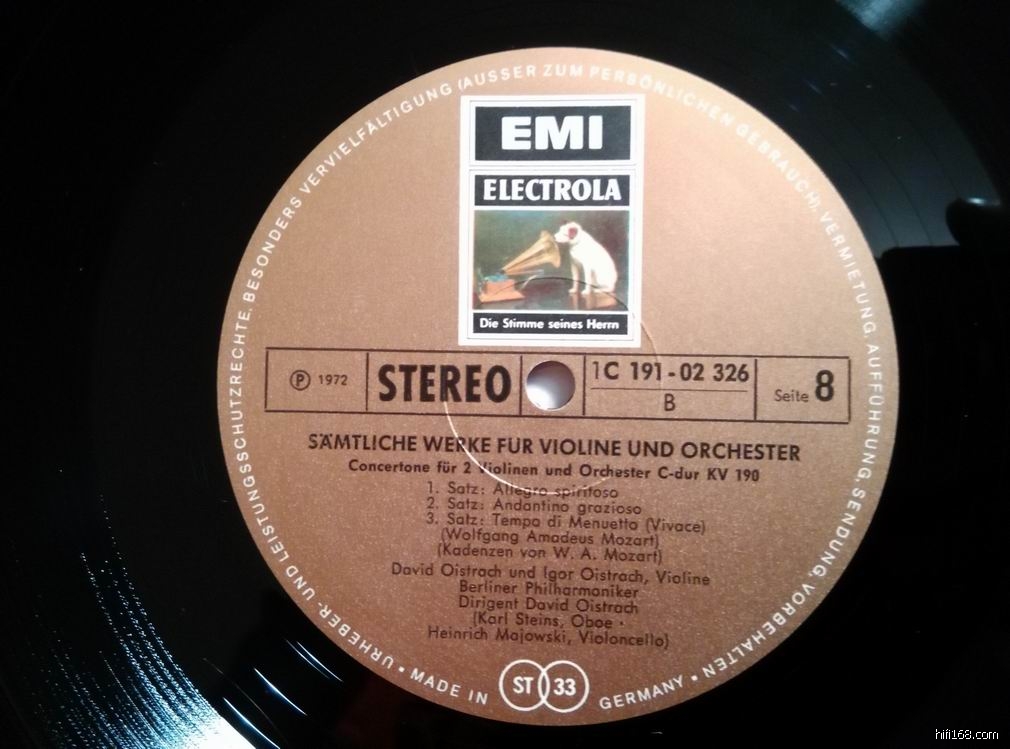 EMI
ELECTROLA
Die Stimme seines Herrn
Ⓟ 1972
STEREO
1C 191-02 326
B
Seite 8
SÄMTLICHE WERKE FÜR VIOLINE UND ORCHESTER
Concertone für 2 Violinen und Orchester C-dur KV 190
1. Satz: Allegro spiritoso
2. Satz: Andantino grazioso
3. Satz: Tempo di Menuetto (Vivace)
(Wolfgang Amadeus Mozart)
(Kadenzen von W. A. Mozart)
David Oistrach und Igor Oistrach, Violine
Berliner Philharmoniker
Dirigent David Oistrach
(Karl Steins, Oboe ·
Heinrich Majowski, Violoncello)
ST 33
URHEBER- UND LEISTUNGSSCHUTZRECHTE, BESONDERS VERVIELFÄLTIGUNG (AUSSER ZUM PERSÖNLICHEN GEBRAUCH), VERMIETUNG, AUFFÜHRUNG, SENDUNG, VORBEHALTEN • MADE IN GERMANY •
hifi168.com